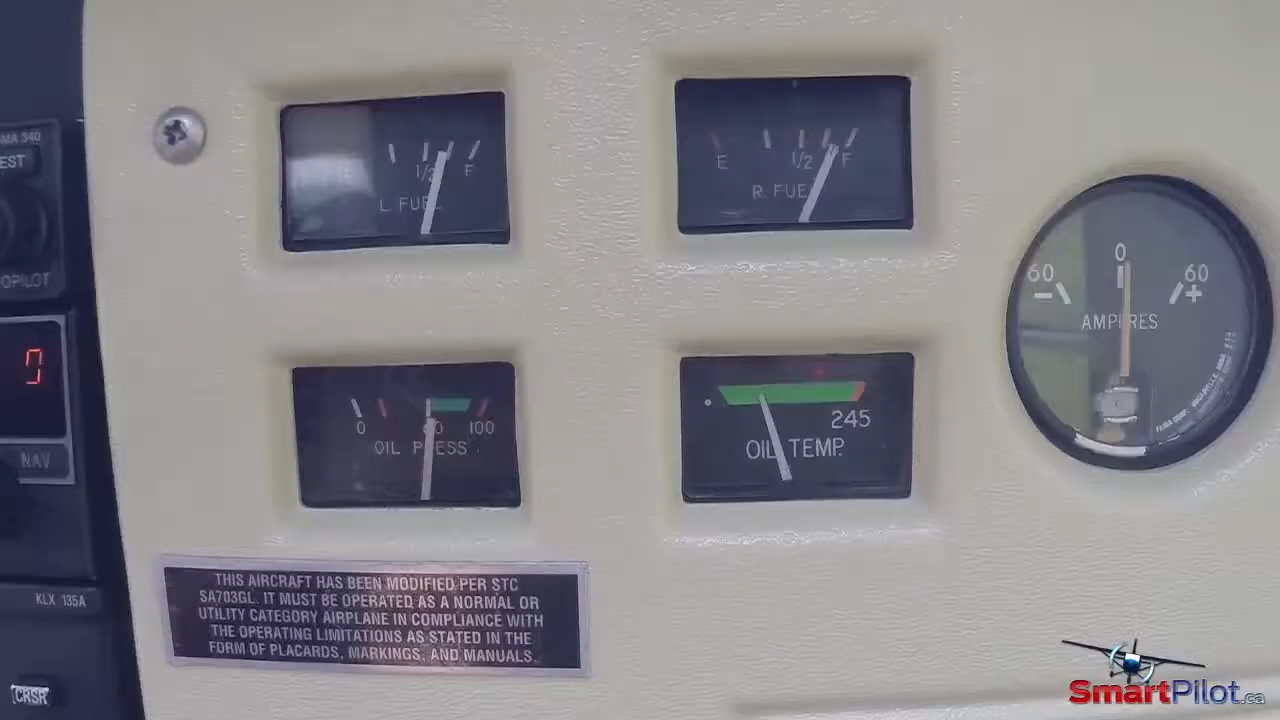 MA 340
EST
OPILOT
NAV
KLX 135A
CRSR
1/2 F
L. FUEL
E 1/2 F
R. FUEL
0 60 100
OIL PRESS.
245
OIL TEMP.
0
60 60
- +
AMPERES
THIS AIRCRAFT HAS BEEN MODIFIED PER STC
SA703GL. IT MUST BE OPERATED AS A NORMAL OR
UTILITY CATEGORY AIRPLANE IN COMPLIANCE WITH
THE OPERATING LIMITATIONS AS STATED IN THE
FORM OF PLACARDS, MARKINGS, AND MANUALS.
SmartPilot.ca